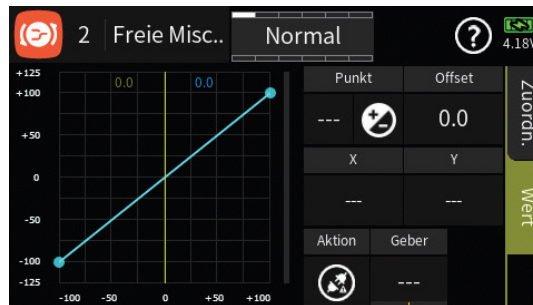 2 Freie Misc.. Normal ? 4.18V
Punkt Offset
--- 0.0
X Y
--- ---
Aktion Geber
---
Zuordn.
Wert
0.0 0.0
+125
+100
+50
0
-50
-100
-125
-100 -50 0 +50 +100